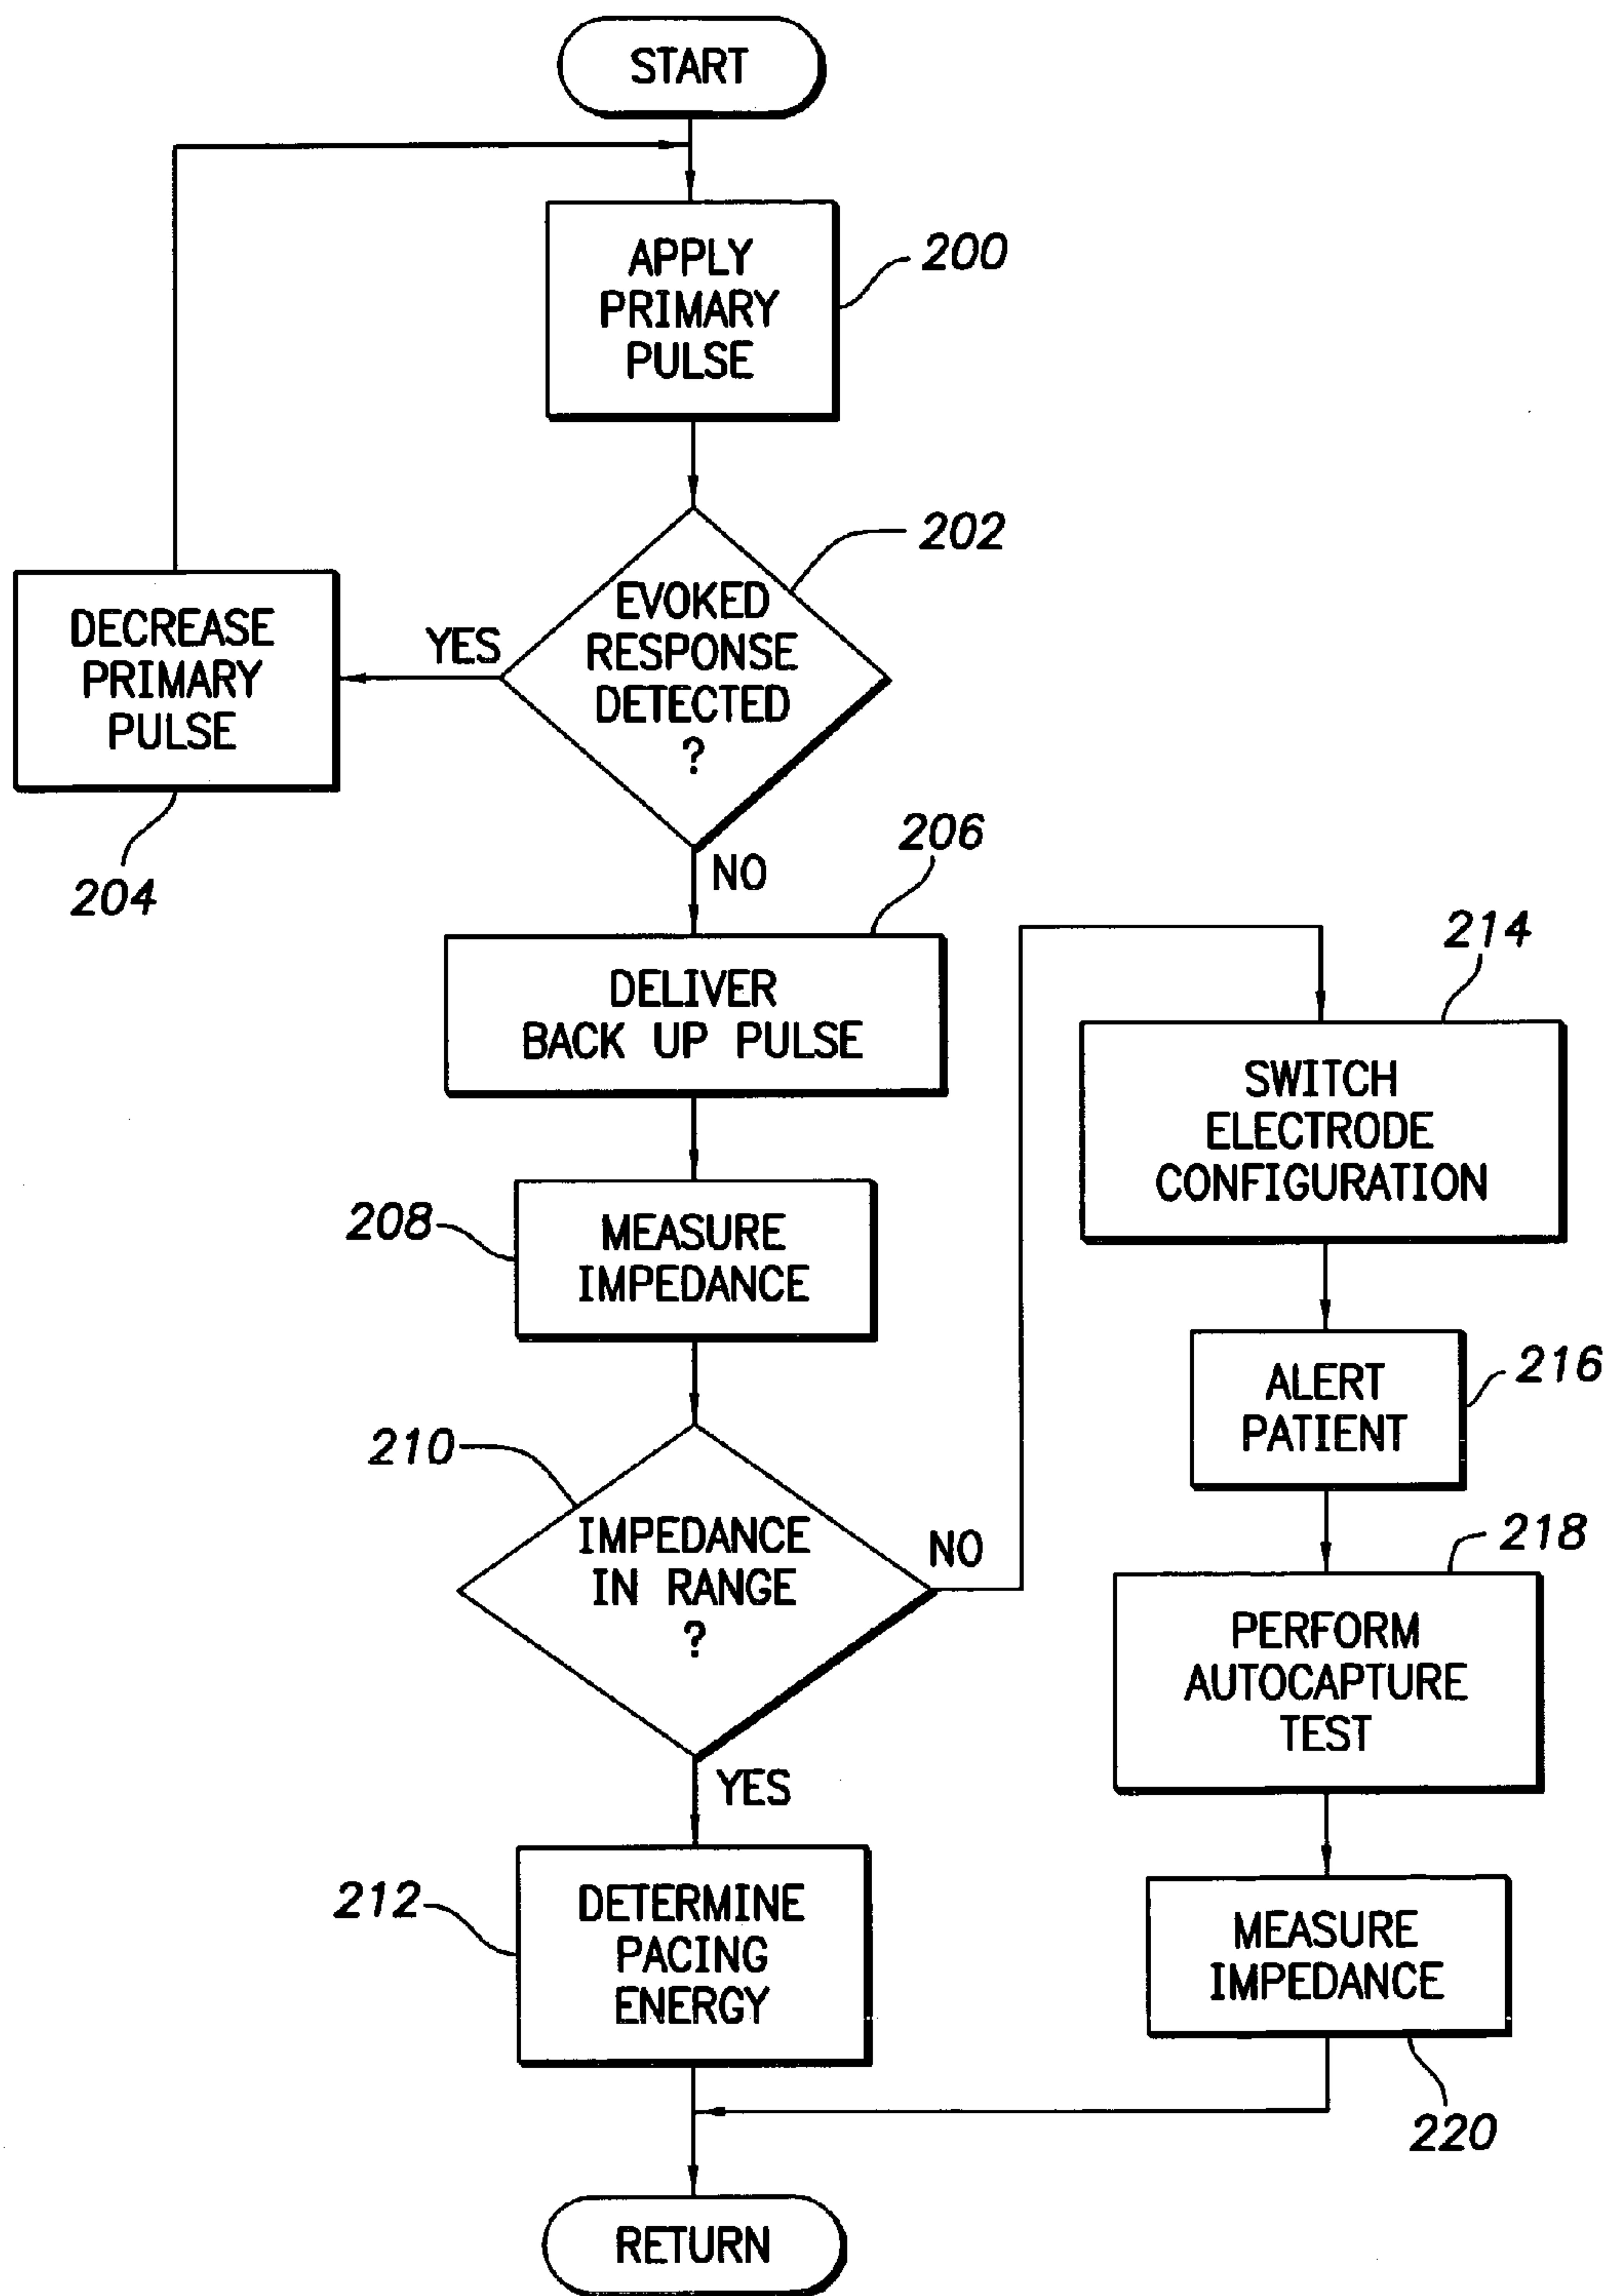 START
APPLY
PRIMARY
PULSE
200
EVOKED
RESPONSE
DETECTED
?
202
YES
DECREASE
PRIMARY
PULSE
204
NO
206
DELIVER
BACK UP PULSE
208
MEASURE
IMPEDANCE
210
IMPEDANCE
IN RANGE
?
NO
YES
212
DETERMINE
PACING
ENERGY
214
SWITCH
ELECTRODE
CONFIGURATION
ALERT
PATIENT
216
218
PERFORM
AUTOCAPTURE
TEST
MEASURE
IMPEDANCE
220
RETURN